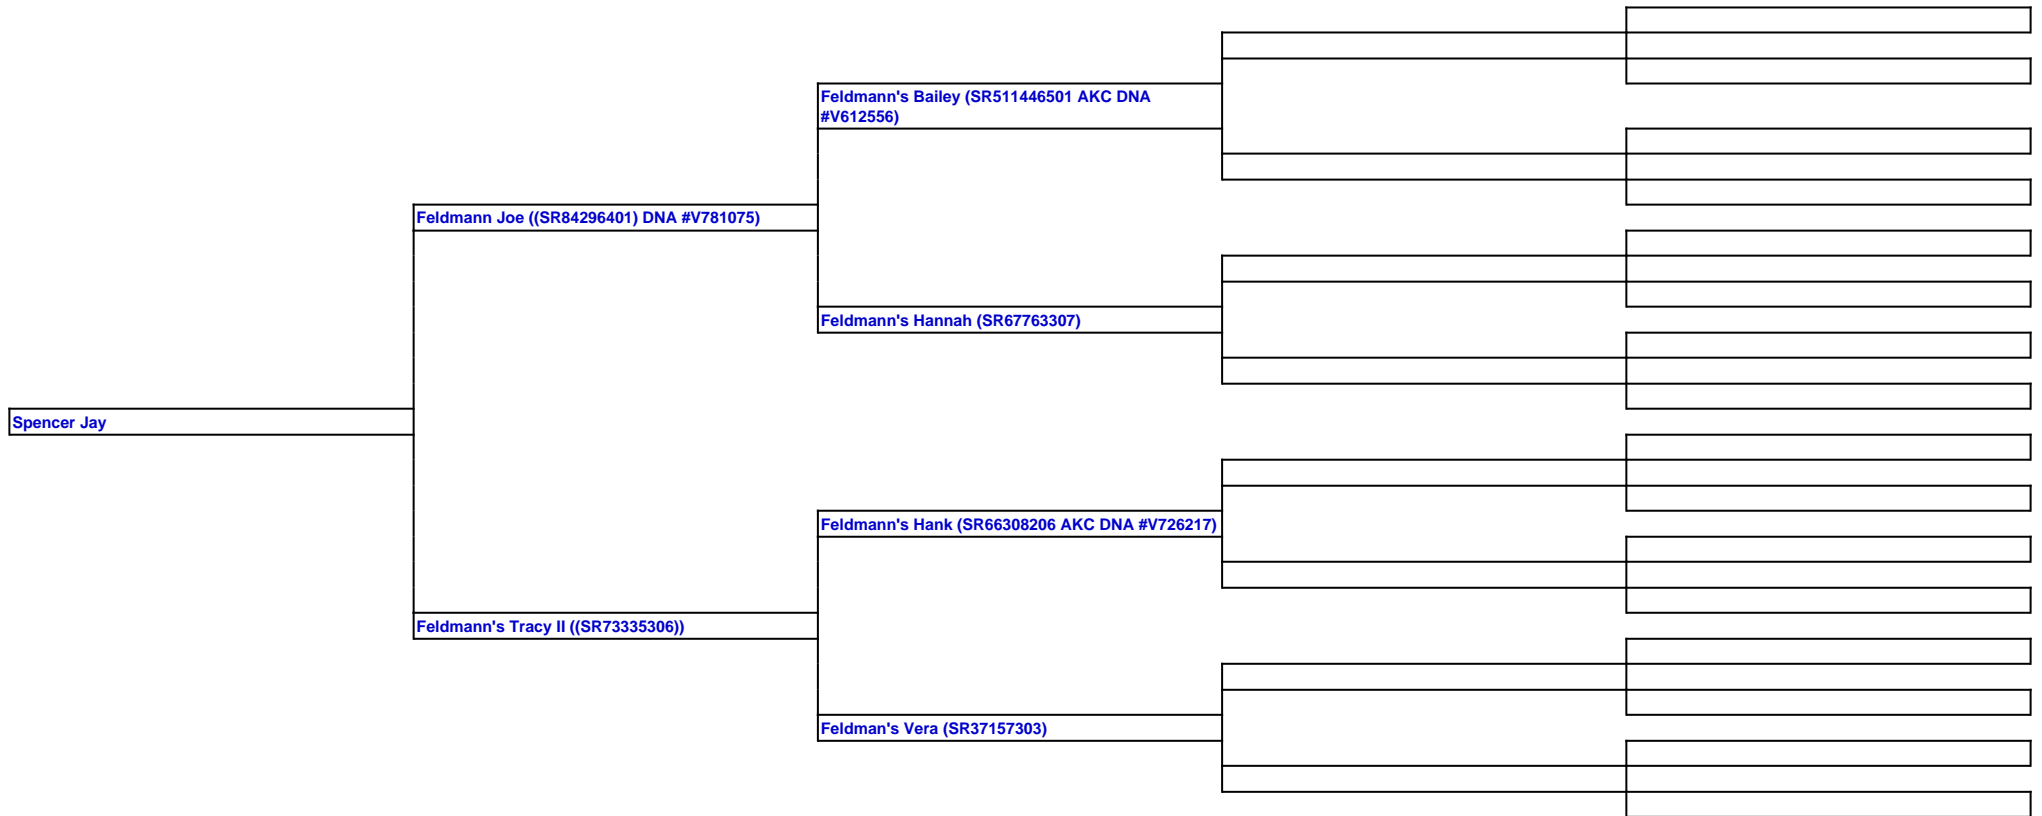 Feldmann's Bailey (SR511446501 AKC DNA
#V612556)
Feldmann Joe ((SR84296401) DNA #V781075)
Feldmann's Hannah (SR67763307)
Spencer Jay
Feldmann's Hank (SR66308206 AKC DNA #V726217)
Feldmann's Tracy II ((SR73335306))
Feldman's Vera (SR37157303)